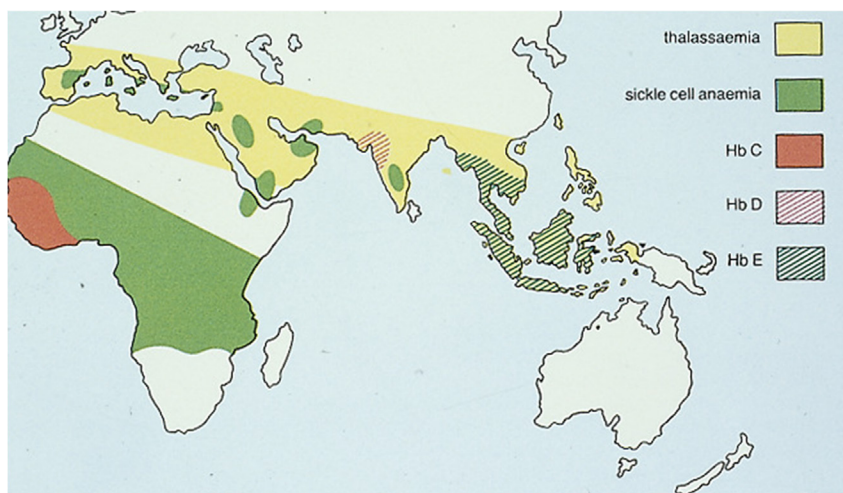 thalassaemia
sickle cell anaemia
Hb C
Hb D
Hb E